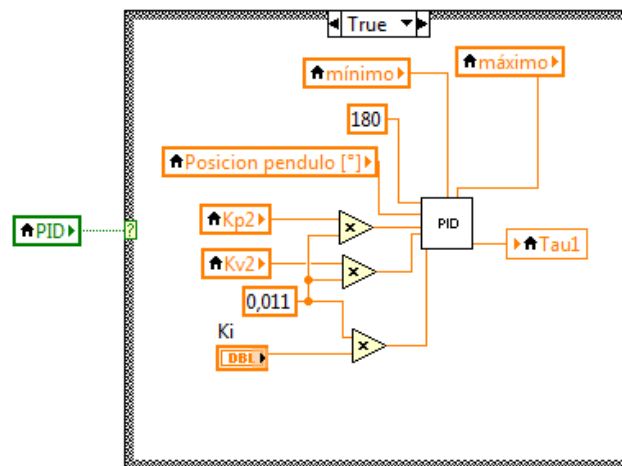 True
mínimo
máximo
180
Posicion pendulo [°]
PID
?
Kp2
x
PID
Tau1
Kv2
x
0,011
Ki
x
DBL